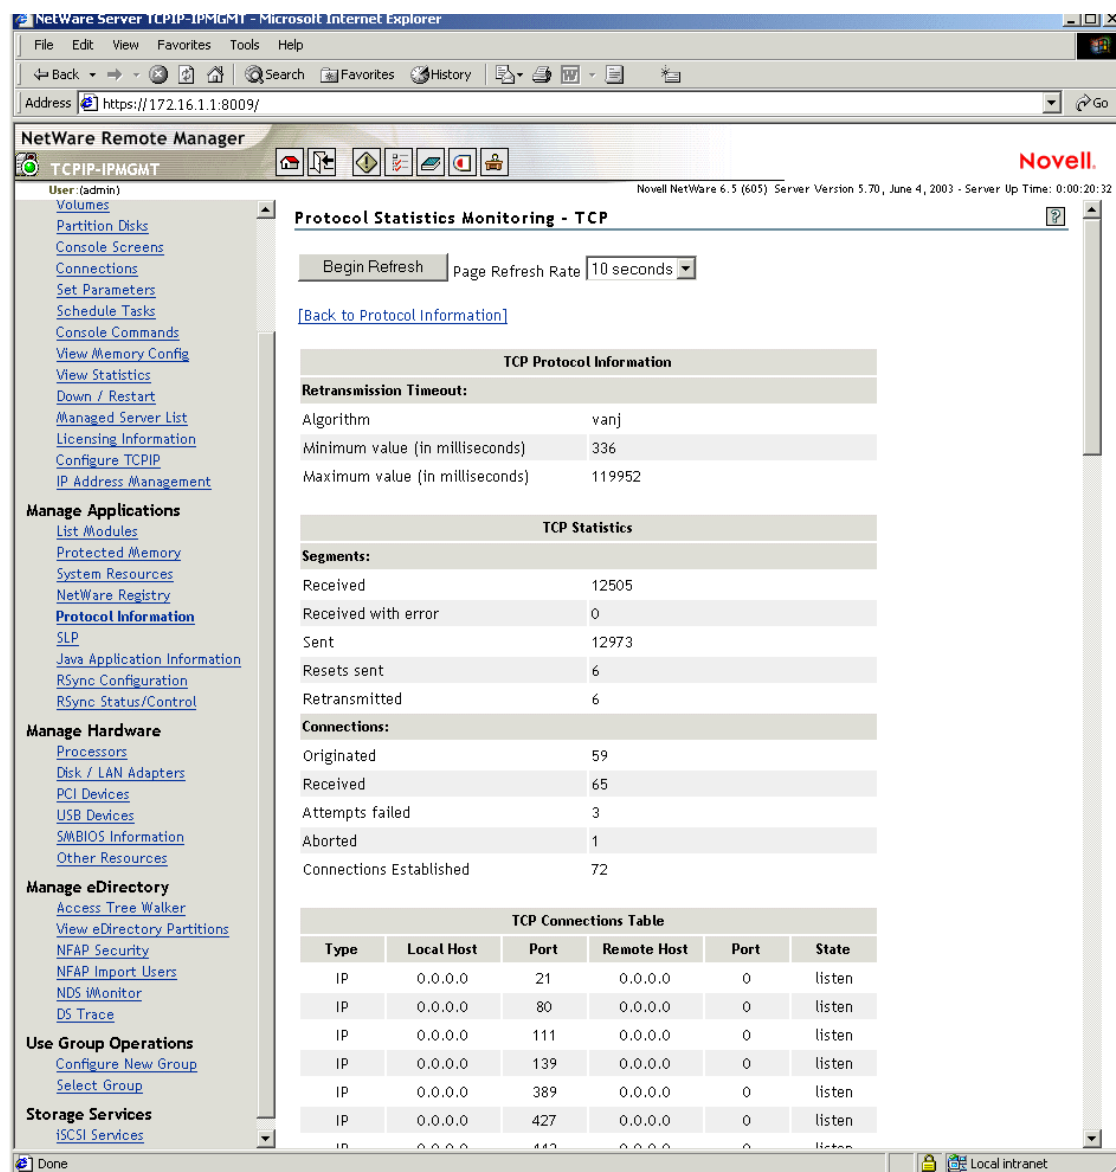 NetWare Server TCPIP-IPMGMT - Microsoft Internet Explorer
File Edit View Favorites Tools Help
Back Search Favorites History
Address https://172.16.1.1:8009/ Go
NetWare Remote Manager
TCPIP-IPMGMT
Novell.
User:(admin)
Novell NetWare 6.5 (605) Server Version 5.70, June 4, 2003 - Server Up Time: 0:00:20:32
Volumes
Partition Disks
Console Screens
Connections
Set Parameters
Schedule Tasks
Console Commands
View Memory Config
View Statistics
Down / Restart
Managed Server List
Licensing Information
Configure TCPIP
IP Address Management
Manage Applications
List Modules
Protected Memory
System Resources
NetWare Registry
Protocol Information
SLP
Java Application Information
RSync Configuration
RSync Status/Control
Manage Hardware
Processors
Disk / LAN Adapters
PCI Devices
USB Devices
SMBIOS Information
Other Resources
Manage eDirectory
Access Tree Walker
View eDirectory Partitions
NFAP Security
NFAP Import Users
NDS iMonitor
DS Trace
Use Group Operations
Configure New Group
Select Group
Storage Services
iSCSI Services
Protocol Statistics Monitoring - TCP
?
Begin Refresh Page Refresh Rate 10 seconds
[Back to Protocol Information]
TCP Protocol Information
Retransmission Timeout:
Algorithm vanj
Minimum value (in milliseconds) 336
Maximum value (in milliseconds) 119952
TCP Statistics
Segments:
Received 12505
Received with error 0
Sent 12973
Resets sent 6
Retransmitted 6
Connections:
Originated 59
Received 65
Attempts failed 3
Aborted 1
Connections Established 72
TCP Connections Table
Type Local Host Port Remote Host Port State
IP 0.0.0.0 21 0.0.0.0 0 listen
IP 0.0.0.0 80 0.0.0.0 0 listen
IP 0.0.0.0 111 0.0.0.0 0 listen
IP 0.0.0.0 139 0.0.0.0 0 listen
IP 0.0.0.0 389 0.0.0.0 0 listen
IP 0.0.0.0 427 0.0.0.0 0 listen
Done
Local intranet